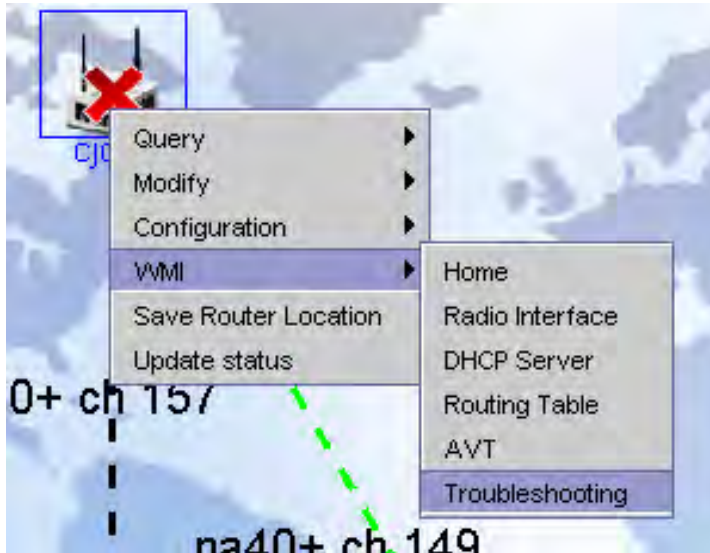 Query
Modify
Configuration
WMI
Save Router Location
Update status
Home
Radio Interface
DHCP Server
Routing Table
AVT
Troubleshooting
0+ ch 157
na40+ ch 149